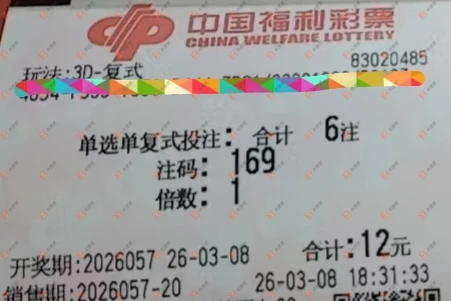 中国福利彩票
CHINA WELFARE LOTTERY
83020485
玩法:3D-复式
单选单复式投注: 合计 6注
注码: 169
倍数: 1
开奖期:2026057 26-03-08 合计:12元
销售期:2026057-20 26-03-08 18:31:33